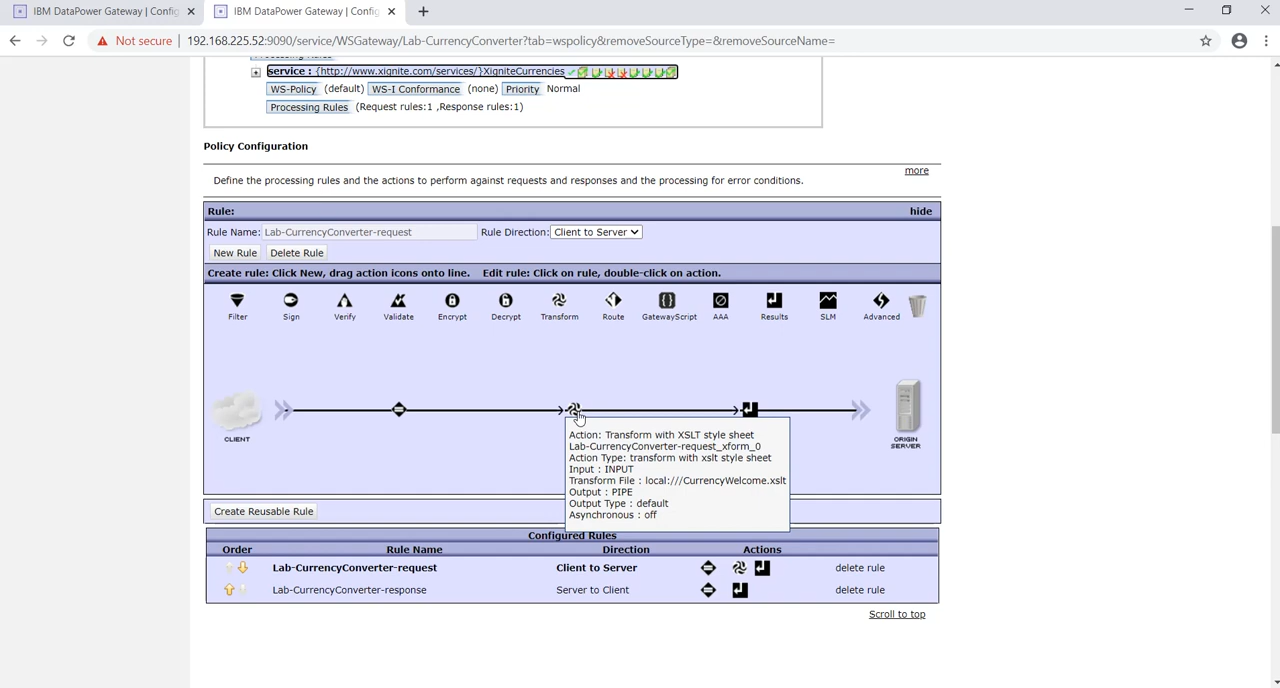 IBM DataPower Gateway | Config
IBM DataPower Gateway | Config
Not secure
192.168.225.52:9090/service/WSGateway/Lab-CurrencyConverter?tab=wspolicy&removeSourceType=&removeSourceName=
service : {http://www.xignite.com/services/}XigniteCurrencies
WS-Policy (default) WS-I Conformance (none) Priority Normal
Processing Rules (Request rules:1 ,Response rules:1)
Policy Configuration
more
Define the processing rules and the actions to perform against requests and responses and the processing for error conditions.
Rule: hide
Rule Name: Lab-CurrencyConverter-request Rule Direction: Client to Server
New Rule Delete Rule
Create rule: Click New, drag action icons onto line. Edit rule: Click on rule, double-click on action.
Filter Sign Verify Validate Encrypt Decrypt Transform Route GatewayScript AAA Results SLM Advanced
CLIENT
ORIGIN
SERVER
Action: Transform with XSLT style sheet
Lab-CurrencyConverter-request_xform_0
Action Type: transform with xslt style sheet
Input : INPUT
Transform File : local:///CurrencyWelcome.xslt
Output : PIPE
Output Type : default
Asynchronous : off
Create Reusable Rule
Configured Rules
Order Rule Name Direction Actions
Lab-CurrencyConverter-request Client to Server delete rule
Lab-CurrencyConverter-response Server to Client delete rule
Scroll to top